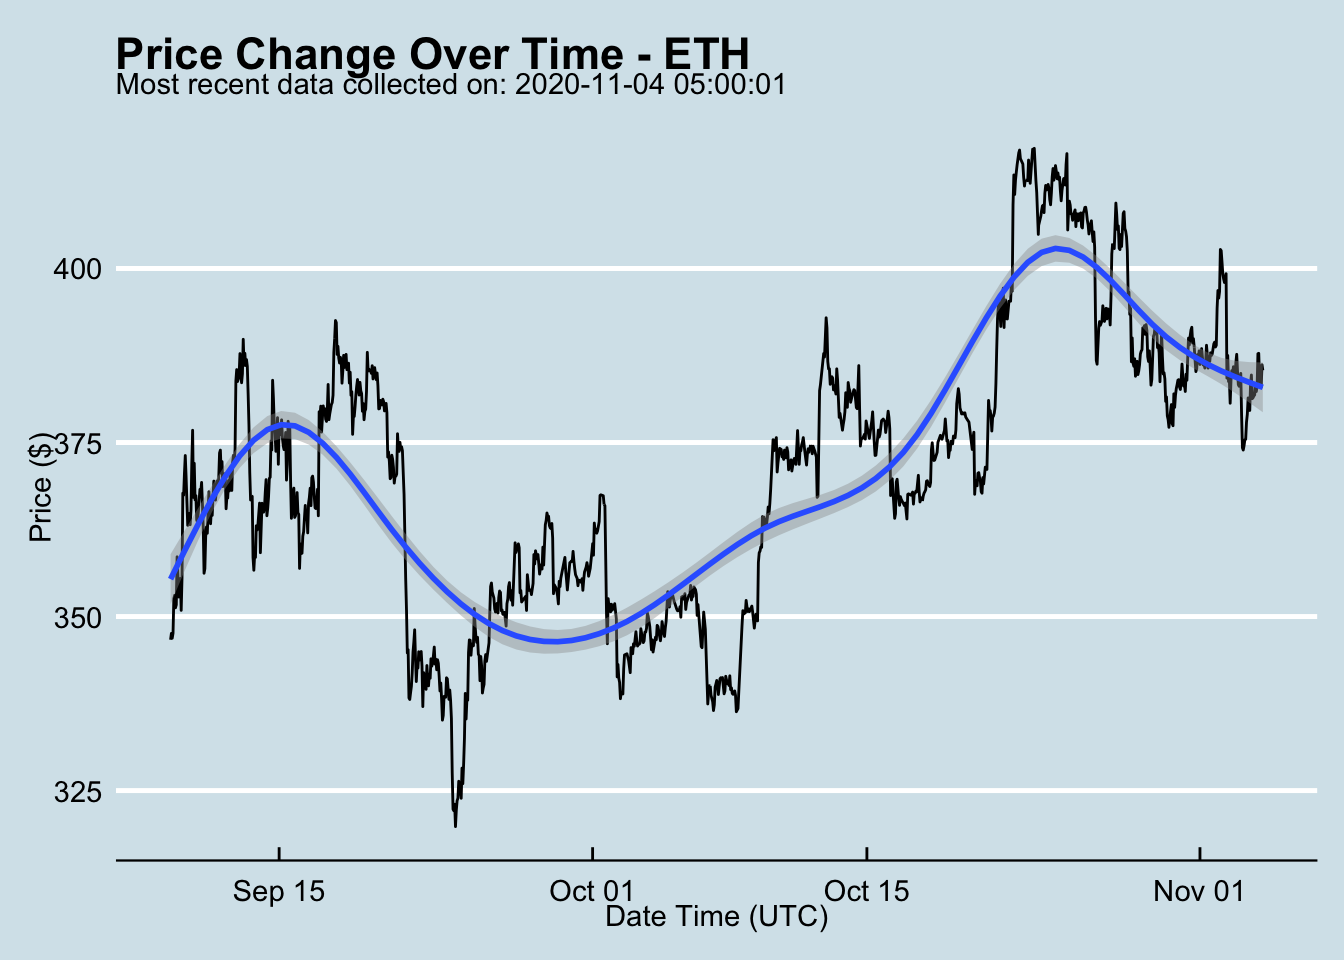 Price Change Over Time - ETH
Most recent data collected on: 2020-11-04 05:00:01
Price ($)
400
375
350
325
Sep 15
Oct 01
Oct 15
Nov 01
Date Time (UTC)